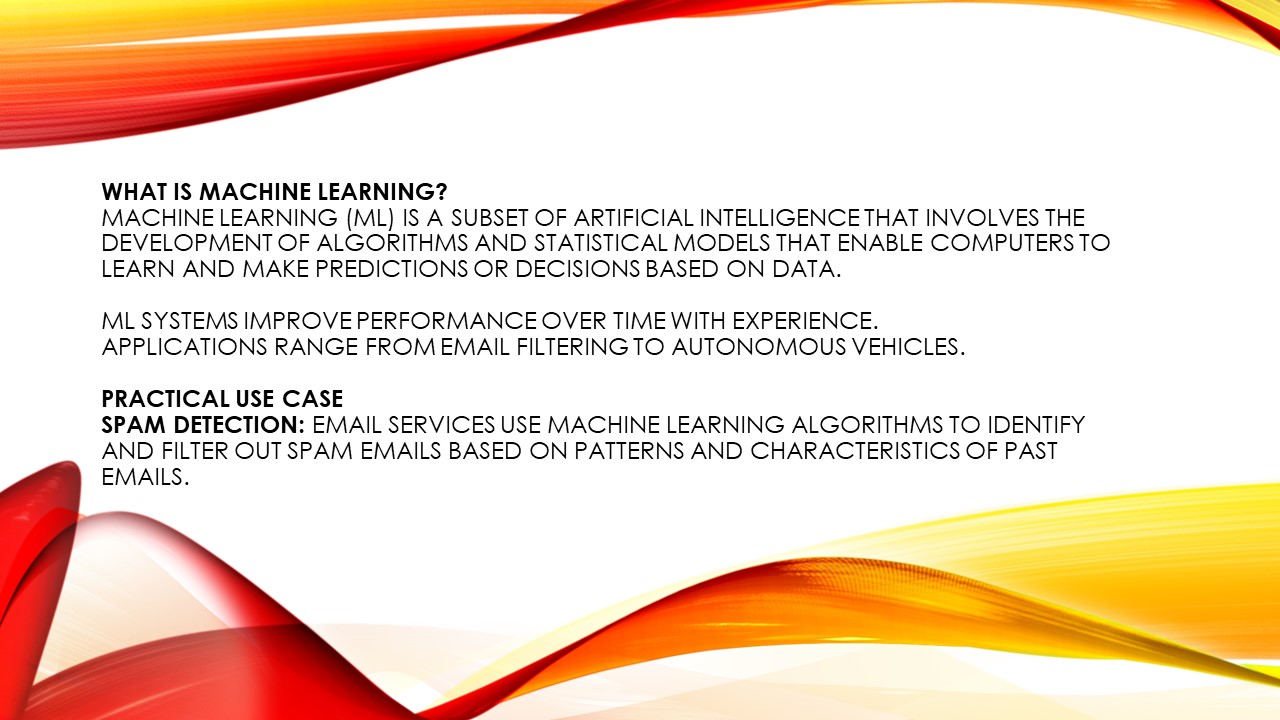 WHAT IS MACHINE LEARNING?
MACHINE LEARNING (ML) IS A SUBSET OF ARTIFICIAL INTELLIGENCE THAT INVOLVES THE
DEVELOPMENT OF ALGORITHMS AND STATISTICAL MODELS THAT ENABLE COMPUTERS TO
LEARN AND MAKE PREDICTIONS OR DECISIONS BASED ON DATA.
ML SYSTEMS IMPROVE PERFORMANCE OVER TIME WITH EXPERIENCE.
APPLICATIONS RANGE FROM EMAIL FILTERING TO AUTONOMOUS VEHICLES.
PRACTICAL USE CASE
SPAM DETECTION: EMAIL SERVICES USE MACHINE LEARNING ALGORITHMS TO IDENTIFY
AND FILTER OUT SPAM EMAILS BASED ON PATTERNS AND CHARACTERISTICS OF PAST
EMAILS.